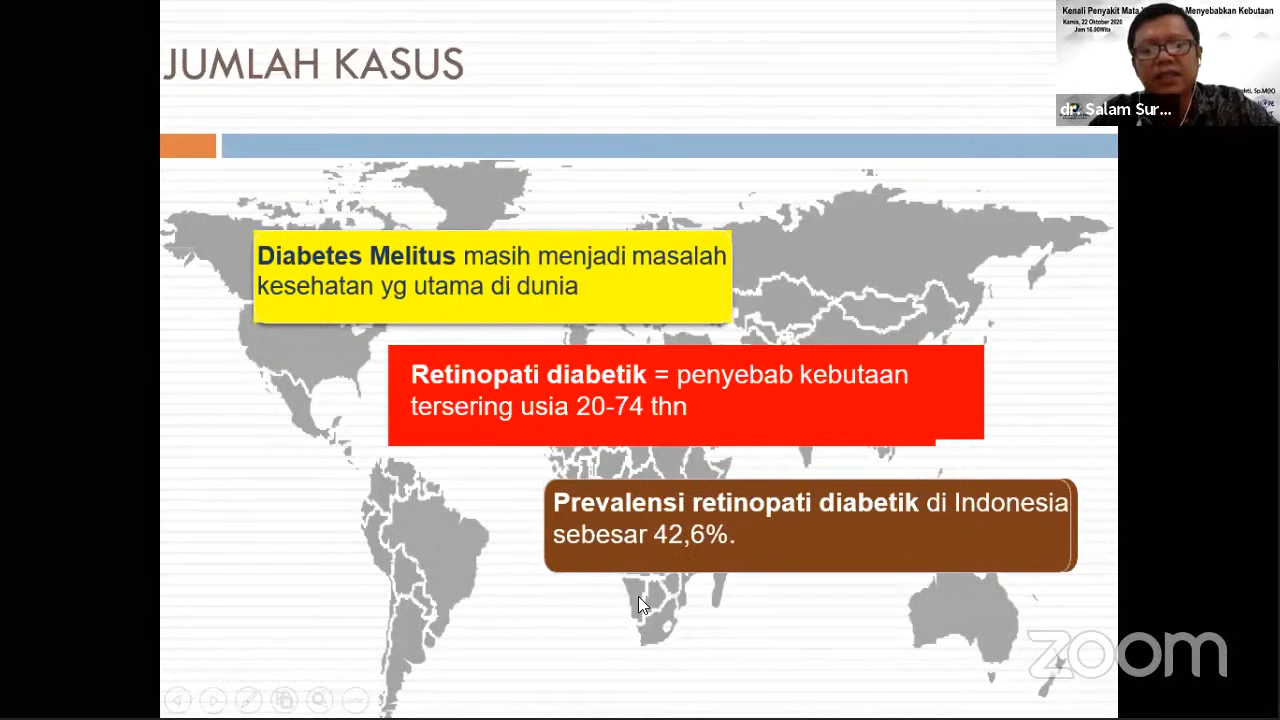 JUMLAH KASUS
Diabetes Melitus masih menjadi masalah
kesehatan yg utama di dunia
Retinopati diabetik = penyebab kebutaan
tersering usia 20-74 thn
Prevalensi retinopati diabetik di Indonesia
sebesar 42,6%.
Kenali Penyakit Mata Menyebabkan Kebutaan
Kamis, 22 Oktober 2020
Jam 16.00Wita
Sp.M(K)
dr. Salam Sur...
zoom